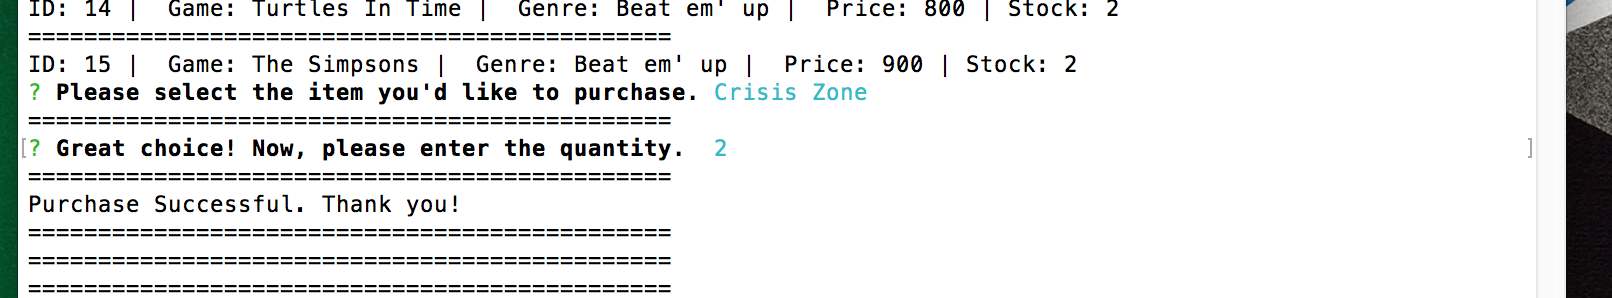 ID: 14 |  Game: Turtles In Time |  Genre: Beat em' up |  Price: 800 | Stock: 2
==============================================
ID: 15 |  Game: The Simpsons |  Genre: Beat em' up |  Price: 900 | Stock: 2
? Please select the item you'd like to purchase. Crisis Zone
==============================================
[? Great choice! Now, please enter the quantity.  2 ]
==============================================
Purchase Successful. Thank you!
==============================================
==============================================
==============================================